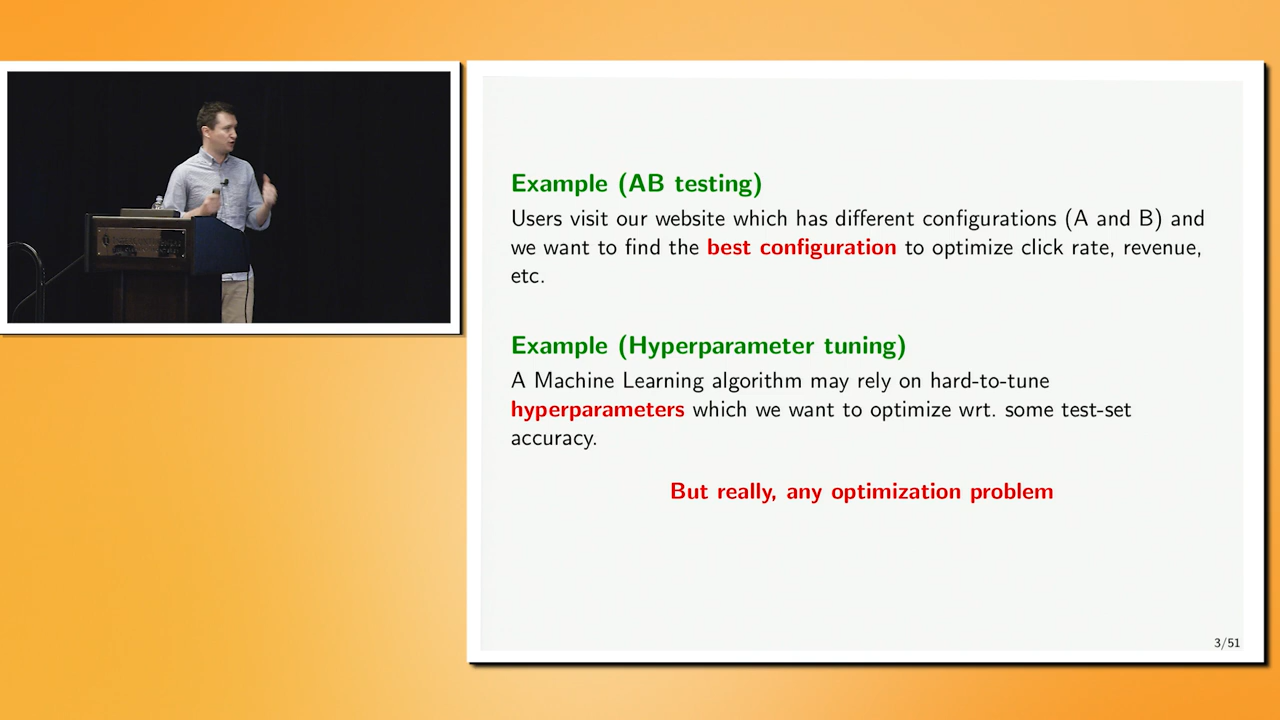 Example (AB testing)
Users visit our website which has different configurations (A and B) and
we want to find the best configuration to optimize click rate, revenue,
etc.
Example (Hyperparameter tuning)
A Machine Learning algorithm may rely on hard-to-tune
hyperparameters which we want to optimize wrt. some test-set
accuracy.
But really, any optimization problem
3/51